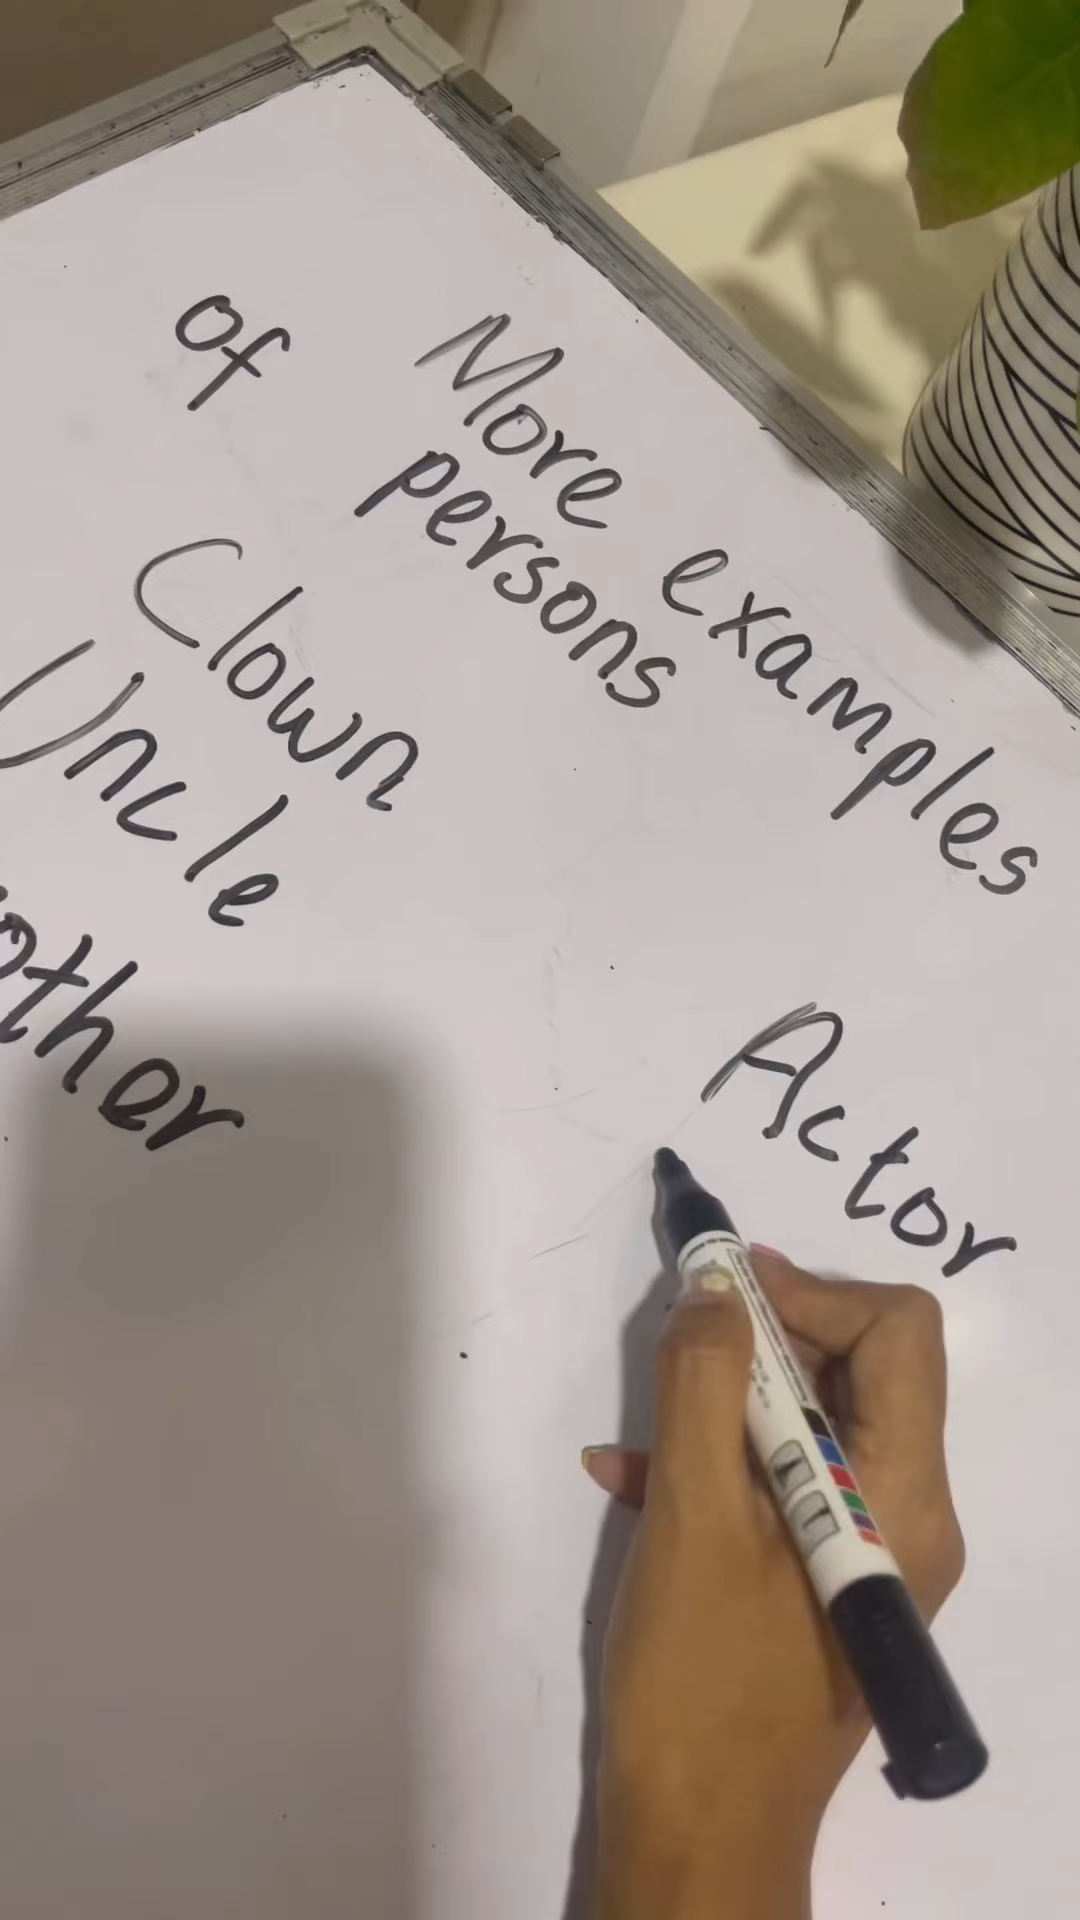 More examples
of persons
Clown
Uncle
Actor